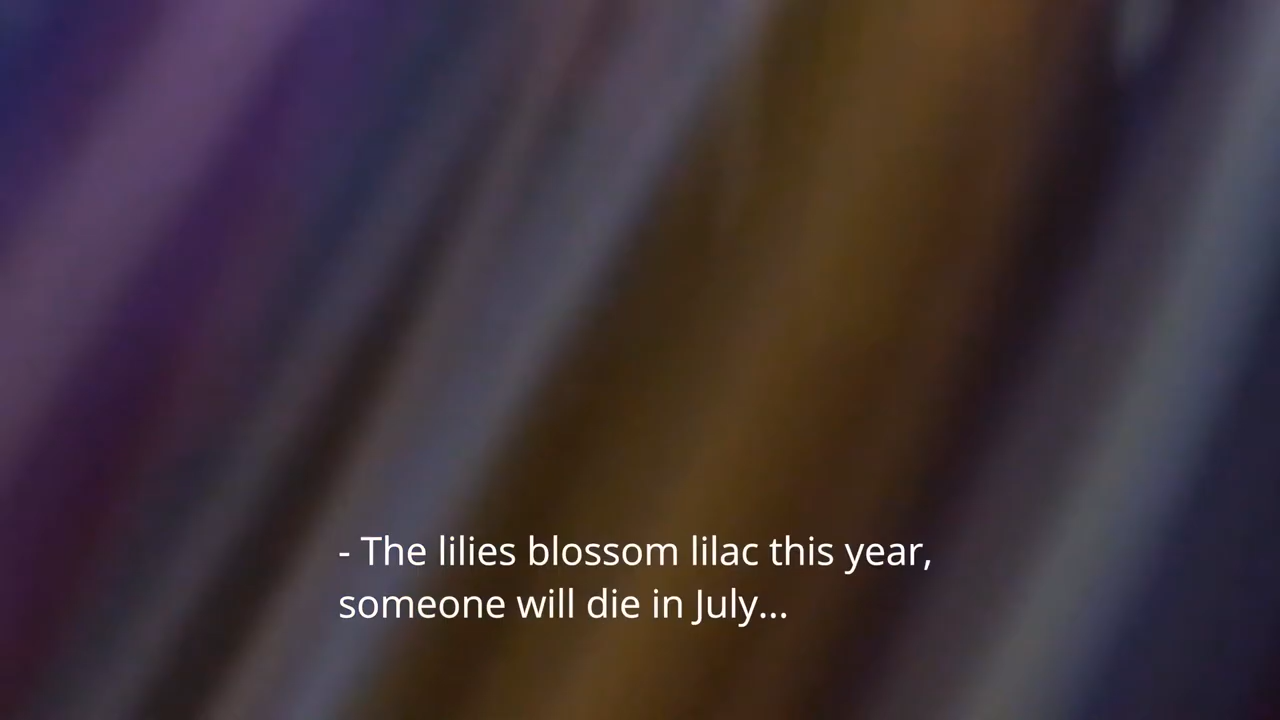 - The lilies blossom lilac this year,
someone will die in July...